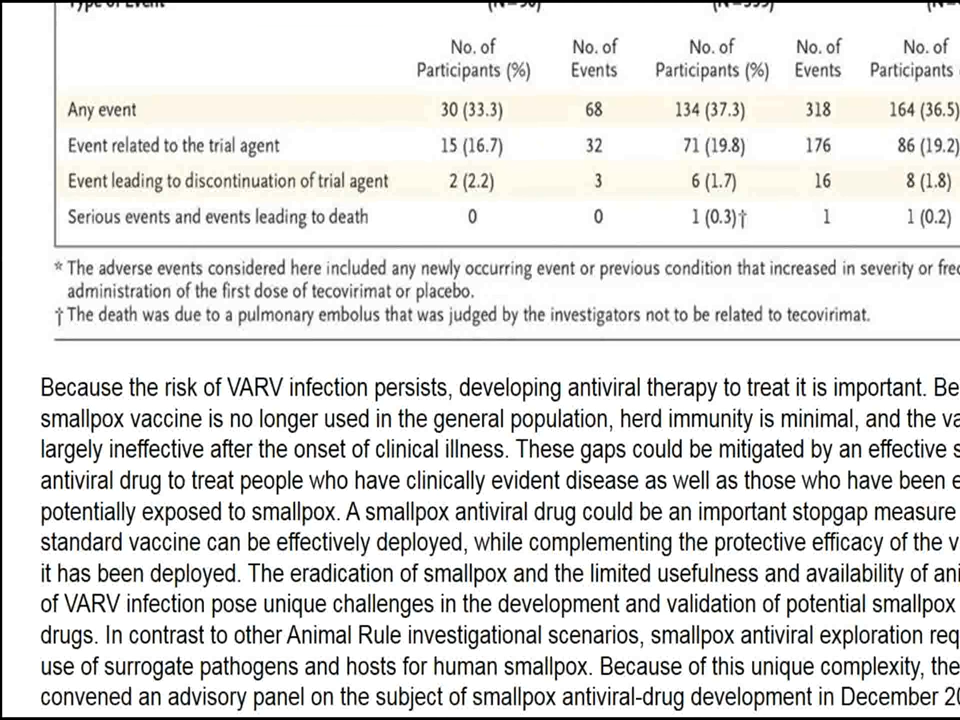 Type of Event (N=90) (N=359)
No. of Participants (%) No. of Events No. of Participants (%) No. of Events No. of Participants
Any event 30 (33.3) 68 134 (37.3) 318 164 (36.5)
Event related to the trial agent 15 (16.7) 32 71 (19.8) 176 86 (19.2)
Event leading to discontinuation of trial agent 2 (2.2) 3 6 (1.7) 16 8 (1.8)
Serious events and events leading to death 0 0 1 (0.3)† 1 1 (0.2)
* The adverse events considered here included any newly occurring event or previous condition that increased in severity or
administration of the first dose of tecovirimat or placebo.
† The death was due to a pulmonary embolus that was judged by the investigators not to be related to tecovirimat.
Because the risk of VARV infection persists, developing antiviral therapy to treat it is important.
smallpox vaccine is no longer used in the general population, herd immunity is minimal, and the
largely ineffective after the onset of clinical illness. These gaps could be mitigated by an effective
antiviral drug to treat people who have clinically evident disease as well as those who have been
potentially exposed to smallpox. A smallpox antiviral drug could be an important stopgap measure
standard vaccine can be effectively deployed, while complementing the protective efficacy of the
it has been deployed. The eradication of smallpox and the limited usefulness and availability of
of VARV infection pose unique challenges in the development and validation of potential smallpox
drugs. In contrast to other Animal Rule investigational scenarios, smallpox antiviral exploration
use of surrogate pathogens and hosts for human smallpox. Because of this unique complexity, the
convened an advisory panel on the subject of smallpox antiviral-drug development in December